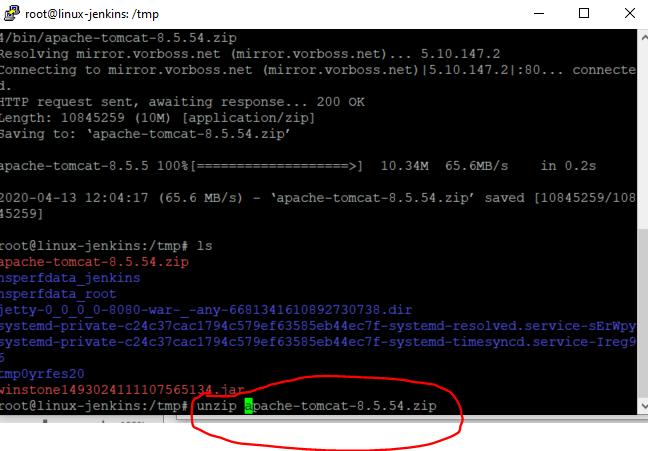 root@linux-jenkins: /tmp
4/bin/apache-tomcat-8.5.54.zip
Resolving mirror.vorboss.net (mirror.vorboss.net)... 5.10.147.2
Connecting to mirror.vorboss.net (mirror.vorboss.net)|5.10.147.2|:80... connecte
d.
HTTP request sent, awaiting response... 200 OK
Length: 10845259 (10M) [application/zip]
Saving to: ‘apache-tomcat-8.5.54.zip’
apache-tomcat-8.5.5 100%[===================>] 10.34M 65.6MB/s in 0.2s
2020-04-13 12:04:17 (65.6 MB/s) - ‘apache-tomcat-8.5.54.zip’ saved [10845259/108
45259]
root@linux-jenkins:/tmp# ls
apache-tomcat-8.5.54.zip
hsperfdata_jenkins
hsperfdata_root
jetty-0_0_0_0-8080-war-_-any-6681341610892730738.dir
systemd-private-c24c37cac1794c579ef63585eb44ec7f-systemd-resolved.service-sErWpy
systemd-private-c24c37cac1794c579ef63585eb44ec7f-systemd-timesyncd.service-Ireg9
6
tmp0yrfes20
winstone1493024111107565134.jar
root@linux-jenkins:/tmp# unzip apache-tomcat-8.5.54.zip